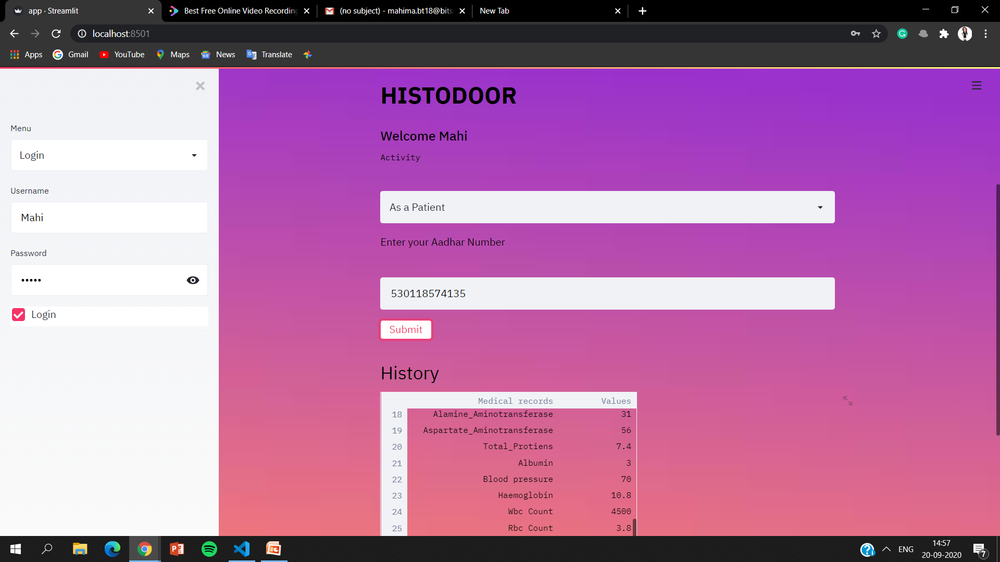 app · Streamlit
Best Free Online Video Recording
(no subject) - mahima.bt18@bits
New Tab
localhost:8501
Apps
Gmail
YouTube
Maps
News
Translate
HISTODOOR
Menu
Login
Username
Mahi
Password
•••••
Login
Welcome Mahi
Activity
As a Patient
Enter your Aadhar Number
530118574135
Submit
History
Medical records Values
18 Alamine_Aminotransferase 31
19 Aspartate_Aminotransferase 56
20 Total_Protiens 7.4
21 Albumin 3
22 Blood pressure 70
23 Haemoglobin 10.8
24 Wbc Count 4500
25 Rbc Count 3.8
ENG
14:57
20-09-2020
7